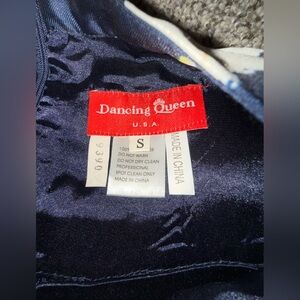 Dancing Queen
U.S.A.
S
9390
DO NOT WASH
DO NOT DRY CLEAN
PROFESSIONAL
SPOT CLEAN ONLY
MADE IN CHINA
MADE IN CHINA